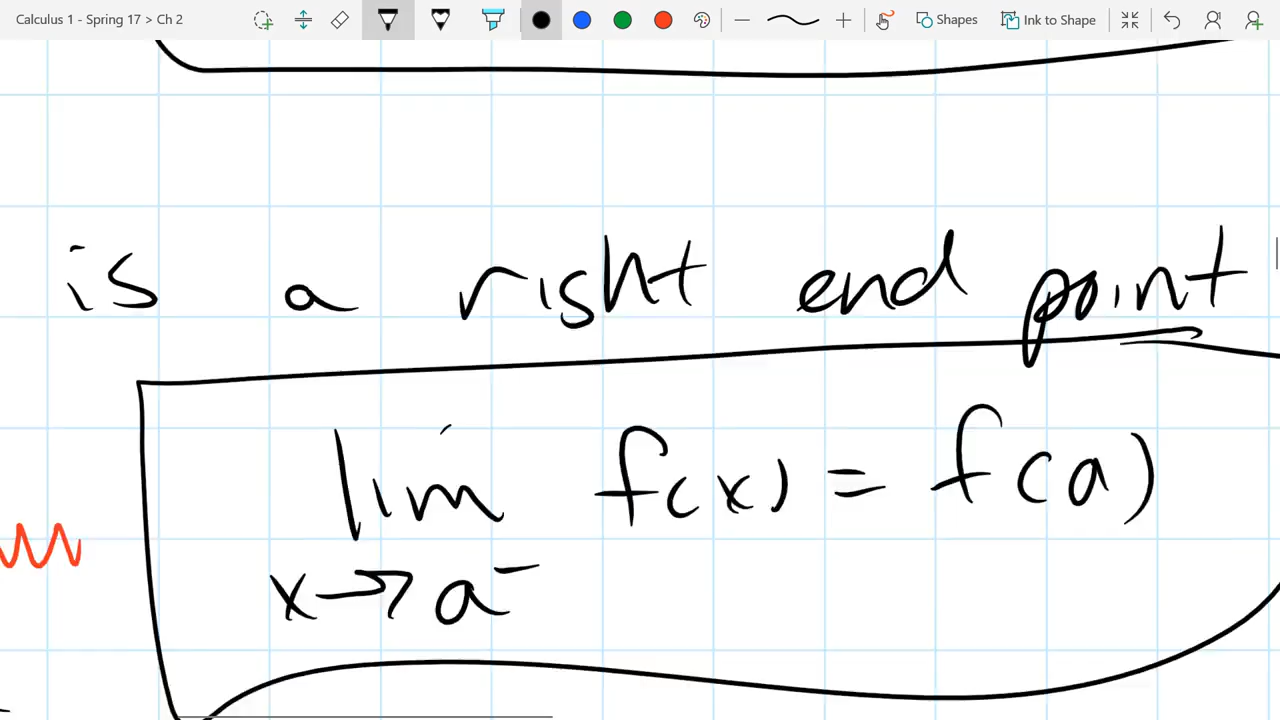 Calculus 1 - Spring 17 > Ch 2
Shapes
Ink to Shape
is a right end point
lim f(x) = f(a)
x→a⁻